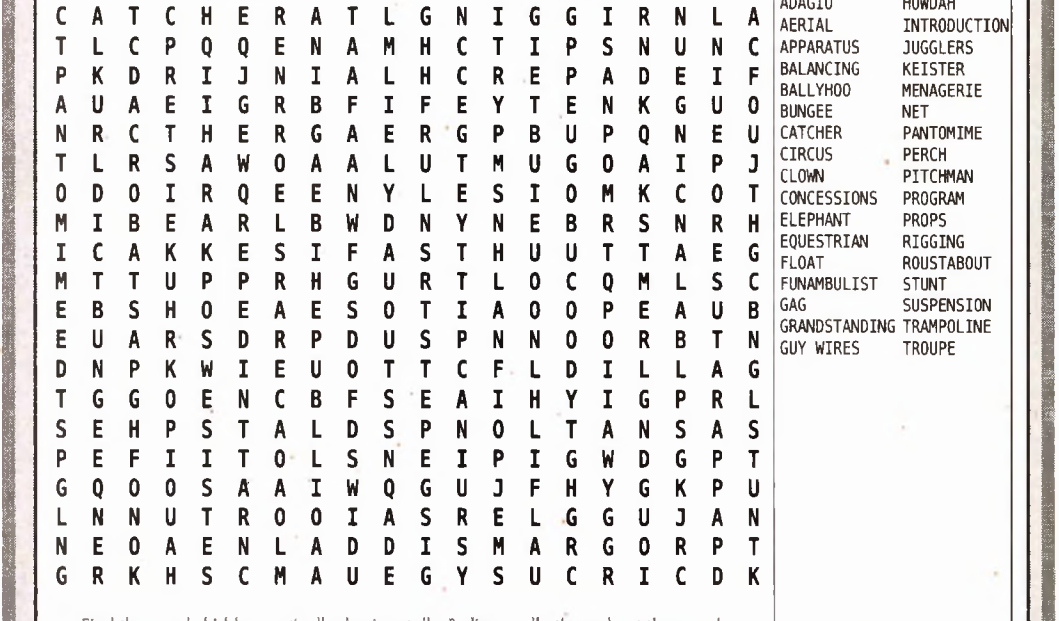 C A T C H E R A T L G N I G G I R N L A
T L C P Q Q E N A M H C T I P S N U N C
P K D R I J N I A L H C R E P A D E I F
A U A E I G R B F I F E Y T E N K G U O
N R C T H E R G A E R G P B U P Q N E U
T L R S A W O A A L U T M U G O A I P J
O D O I R Q E E N Y L E S I O M K C O T
M I B E A R L B W D N Y N E B R S N R H
I C A K K E S I F A S T H U U T T A E G
M T T U P P R H G U R T L O C Q M L S C
E B S H O E A E S O T I A O O P E A U B
E U A R S D R P D U S P N N O O R B T N
D N P K W I E U O T T C F L D I L L A G
T G G O E N C B F S E A I H Y I G P R L
S E H P S T A L D S P N O L T A N S A S
P E F I I T O L S N E I P I G W D G P T
G Q O O S A A I W Q G U J F H Y G K P U
L N N U T R O O I A S R E L G G U J A N
N E O A E N L A D D I S M A R G O R P T
G R K H S C M A U E G Y S U C R I C D K
ADAGIO
AERIAL
APPARATUS
BALANCING
BALLYHOO
BUNGEE
CATCHER
CIRCUS
CLOWN
CONCESSIONS
ELEPHANT
EQUESTRIAN
FLOAT
FUNAMBULIST
GAG
GRANDSTANDING
GUY WIRES
HOWDAH
INTRODUCTION
JUGGLERS
KEISTER
MENAGERIE
NET
PANTOMIME
PERCH
PITCHMAN
PROGRAM
PROPS
RIGGING
ROUSTABOUT
STUNT
SUSPENSION
TRAMPOLINE
TROUPE